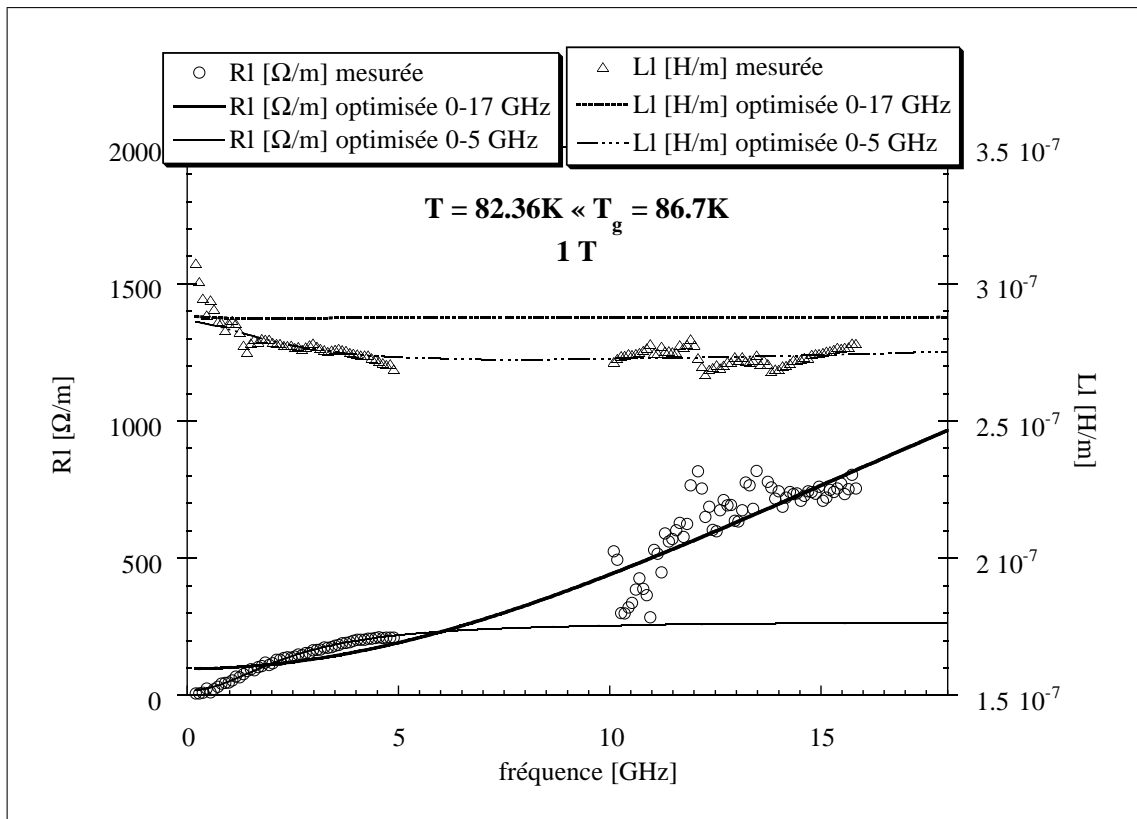 Rl [Ω/m] mesurée
Rl [Ω/m] optimisée 0-17 GHz
Rl [Ω/m] optimisée 0-5 GHz
Ll [H/m] mesurée
Ll [H/m] optimisée 0-17 GHz
Ll [H/m] optimisée 0-5 GHz
T = 82.36K « Tg = 86.7K
1 T
2000
1500
1000
500
0
Rl [Ω/m]
3.5 10-7
3 10-7
2.5 10-7
2 10-7
1.5 10-7
Ll [H/m]
0
5
10
15
fréquence [GHz]